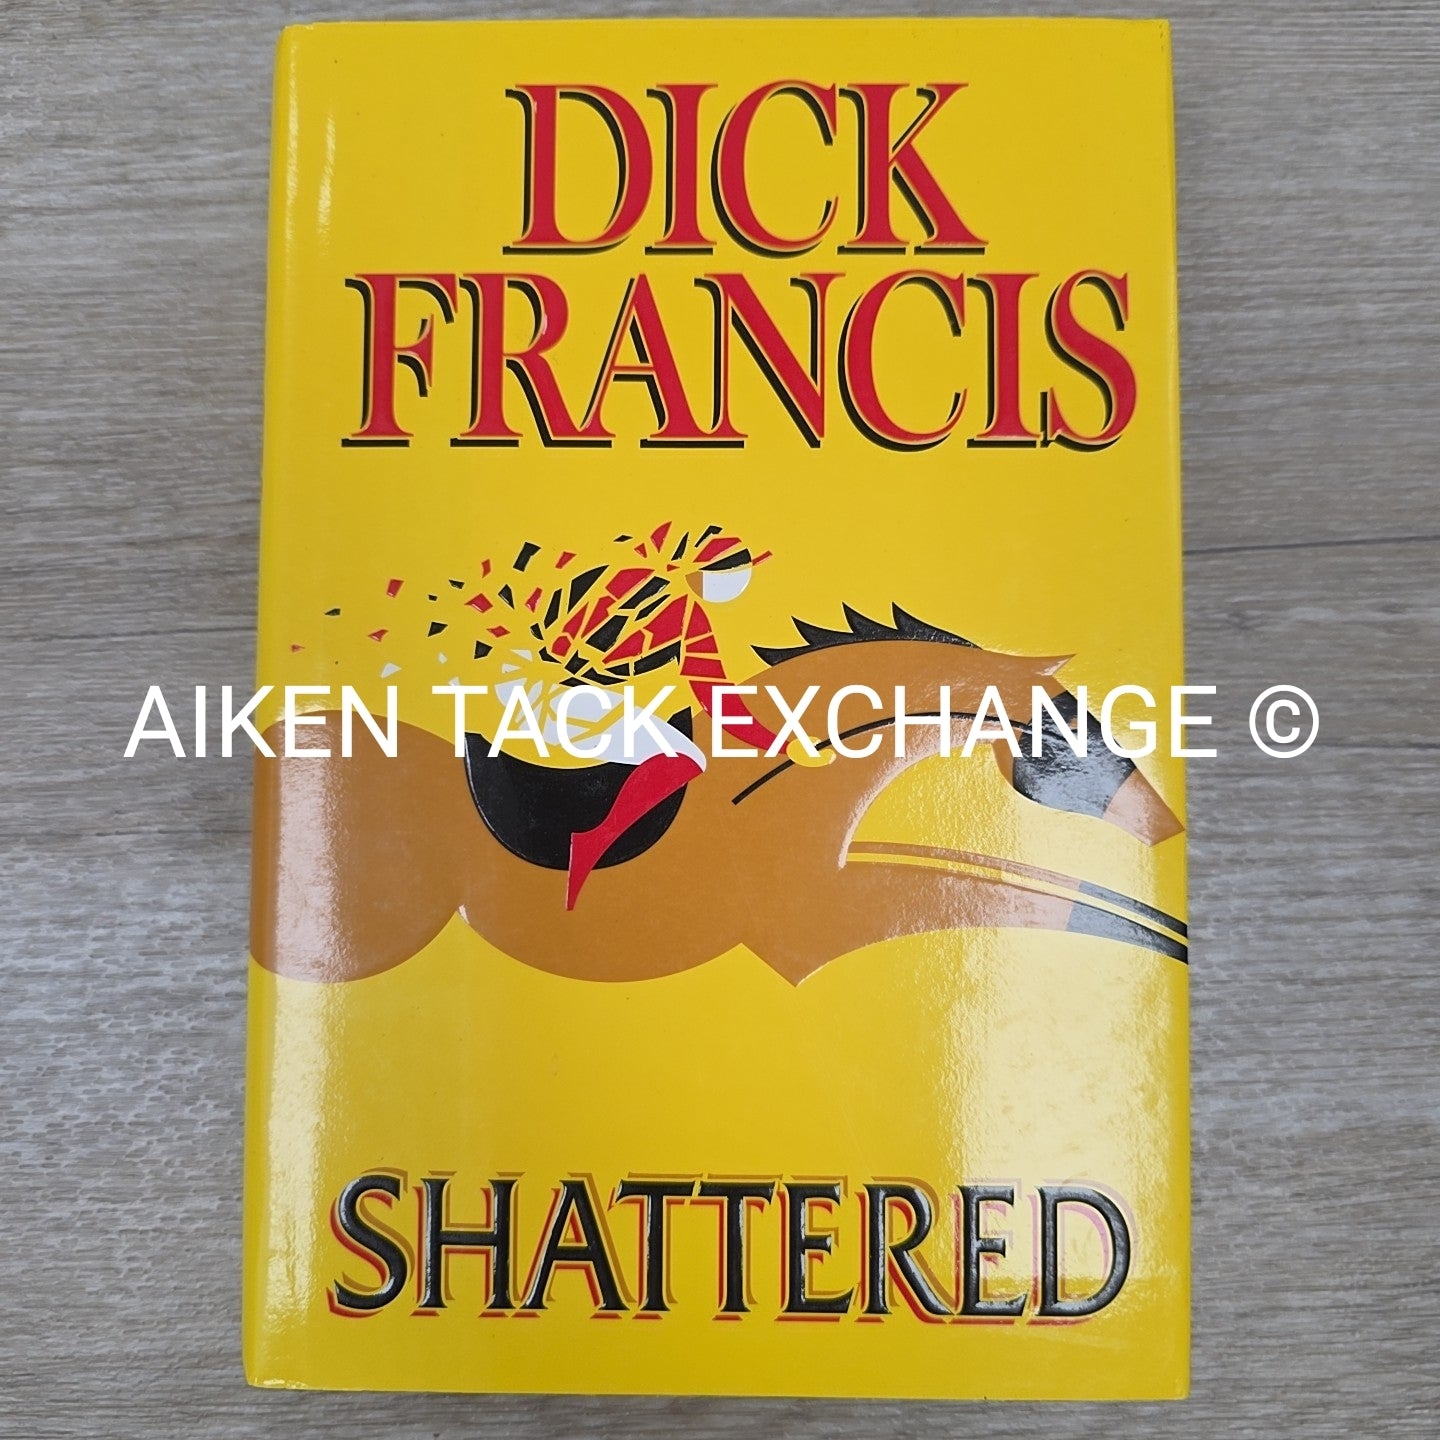 DICK
FRANCIS
AIKEN TACK EXCHANGE ©
SHATTERED